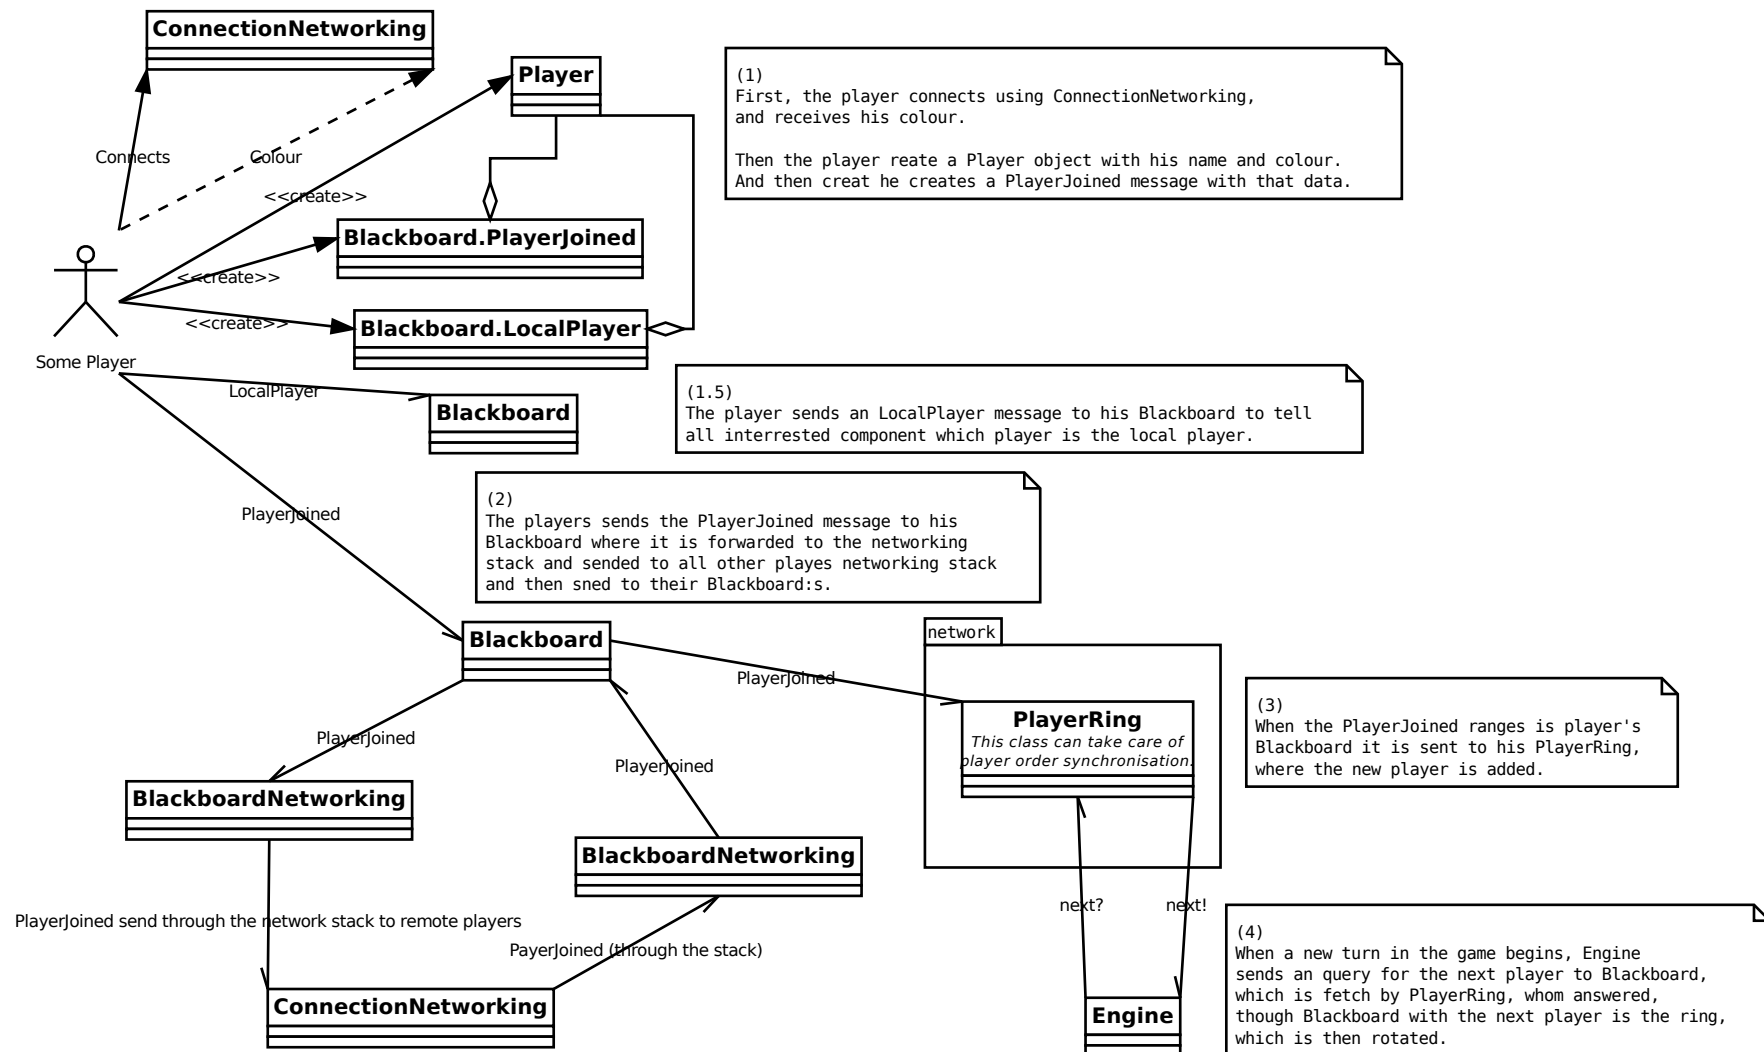 ConnectionNetworking
Player
(1)
First, the player connects using ConnectionNetworking,
and receives his colour.
Then the player reate a Player object with his name and colour.
And then creat he creates a PlayerJoined message with that data.
Connects
Colour
<<create>>
Blackboard.PlayerJoined
<<create>>
<<create>>
Blackboard.LocalPlayer
Some Player
LocalPlayer
Blackboard
(1.5)
The player sends an LocalPlayer message to his Blackboard to tell
all interrested component which player is the local player.
PlayerJoined
(2)
The players sends the PlayerJoined message to his
Blackboard where it is forwarded to the networking
stack and sended to all other playes networking stack
and then sned to their Blackboard:s.
Blackboard
network
PlayerJoined
PlayerRing
This class can take care of
player order synchronisation.
(3)
When the PlayerJoined ranges is player's
Blackboard it is sent to his PlayerRing,
where the new player is added.
PlayerJoined
PlayerJoined
BlackboardNetworking
BlackboardNetworking
next?
next!
PlayerJoined send through the network stack to remote players
PayerJoined (through the stack)
(4)
When a new turn in the game begins, Engine
sends an query for the next player to Blackboard,
which is fetch by PlayerRing, whom answered,
though Blackboard with the next player is the ring,
which is then rotated.
ConnectionNetworking
Engine